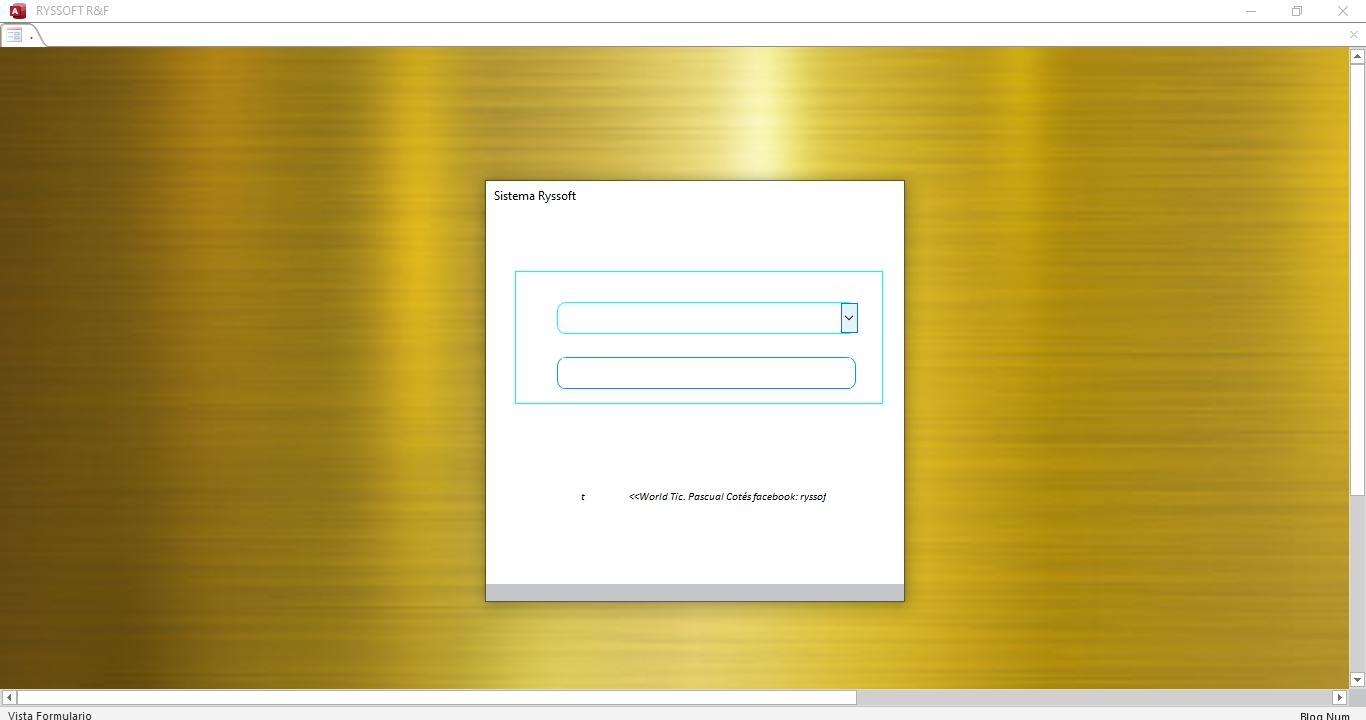 RYSSOFT R&F
.
Sistema Ryssoft
t <<World Tic. Pascual Cotés facebook: ryssof
Vista Formulario
Bloq Num